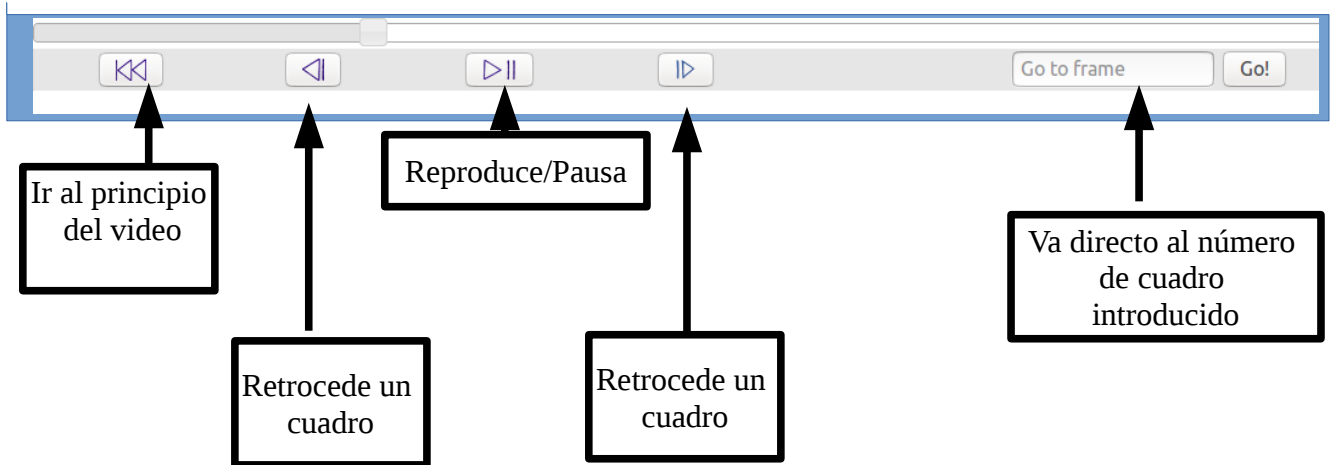 Go to frame
Go!
Reproduce/Pausa
Ir al principio
del video
Va directo al número
de cuadro
introducido
Retrocede un
cuadro
Retrocede un
cuadro